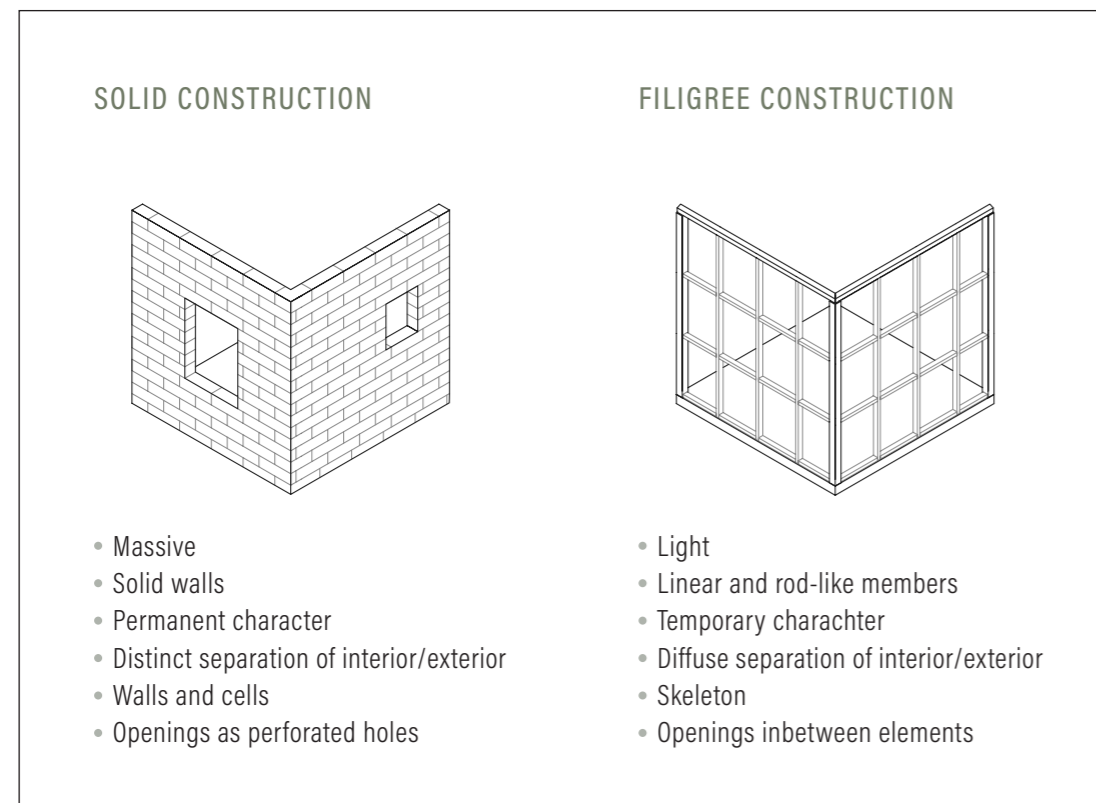 SOLID CONSTRUCTION
• Massive
• Solid walls
• Permanent character
• Distinct separation of interior/exterior
• Walls and cells
• Openings as perforated holes
FILIGREE CONSTRUCTION
• Light
• Linear and rod-like members
• Temporary charachter
• Diffuse separation of interior/exterior
• Skeleton
• Openings inbetween elements